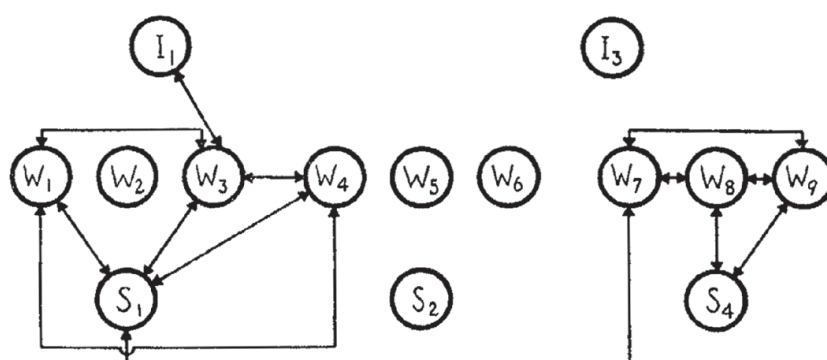 I₁ I₃
W₁ W₂ W₃ W₄ W₅ W₆ W₇ W₈ W₉
S₁ S₂ S₄